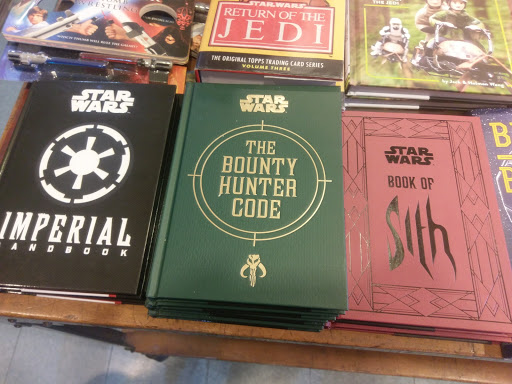 STAR WARS
RETURN OF THE
JEDI
THE ORIGINAL TOPPS TRADING CARD SERIES
VOLUME THREE
STAR
WARS
IMPERIAL
HANDBOOK
STAR
WARS
THE
BOUNTY
HUNTER
CODE
STAR
WARS
BOOK OF
Sith